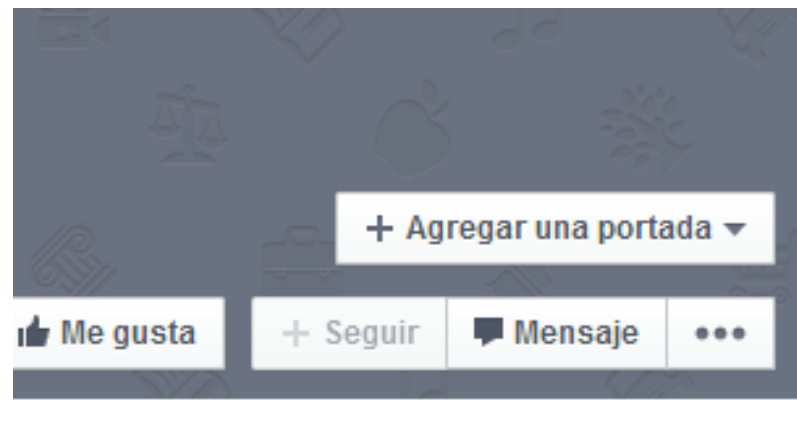 + Agregar una portada
Me gusta + Seguir Mensaje •••